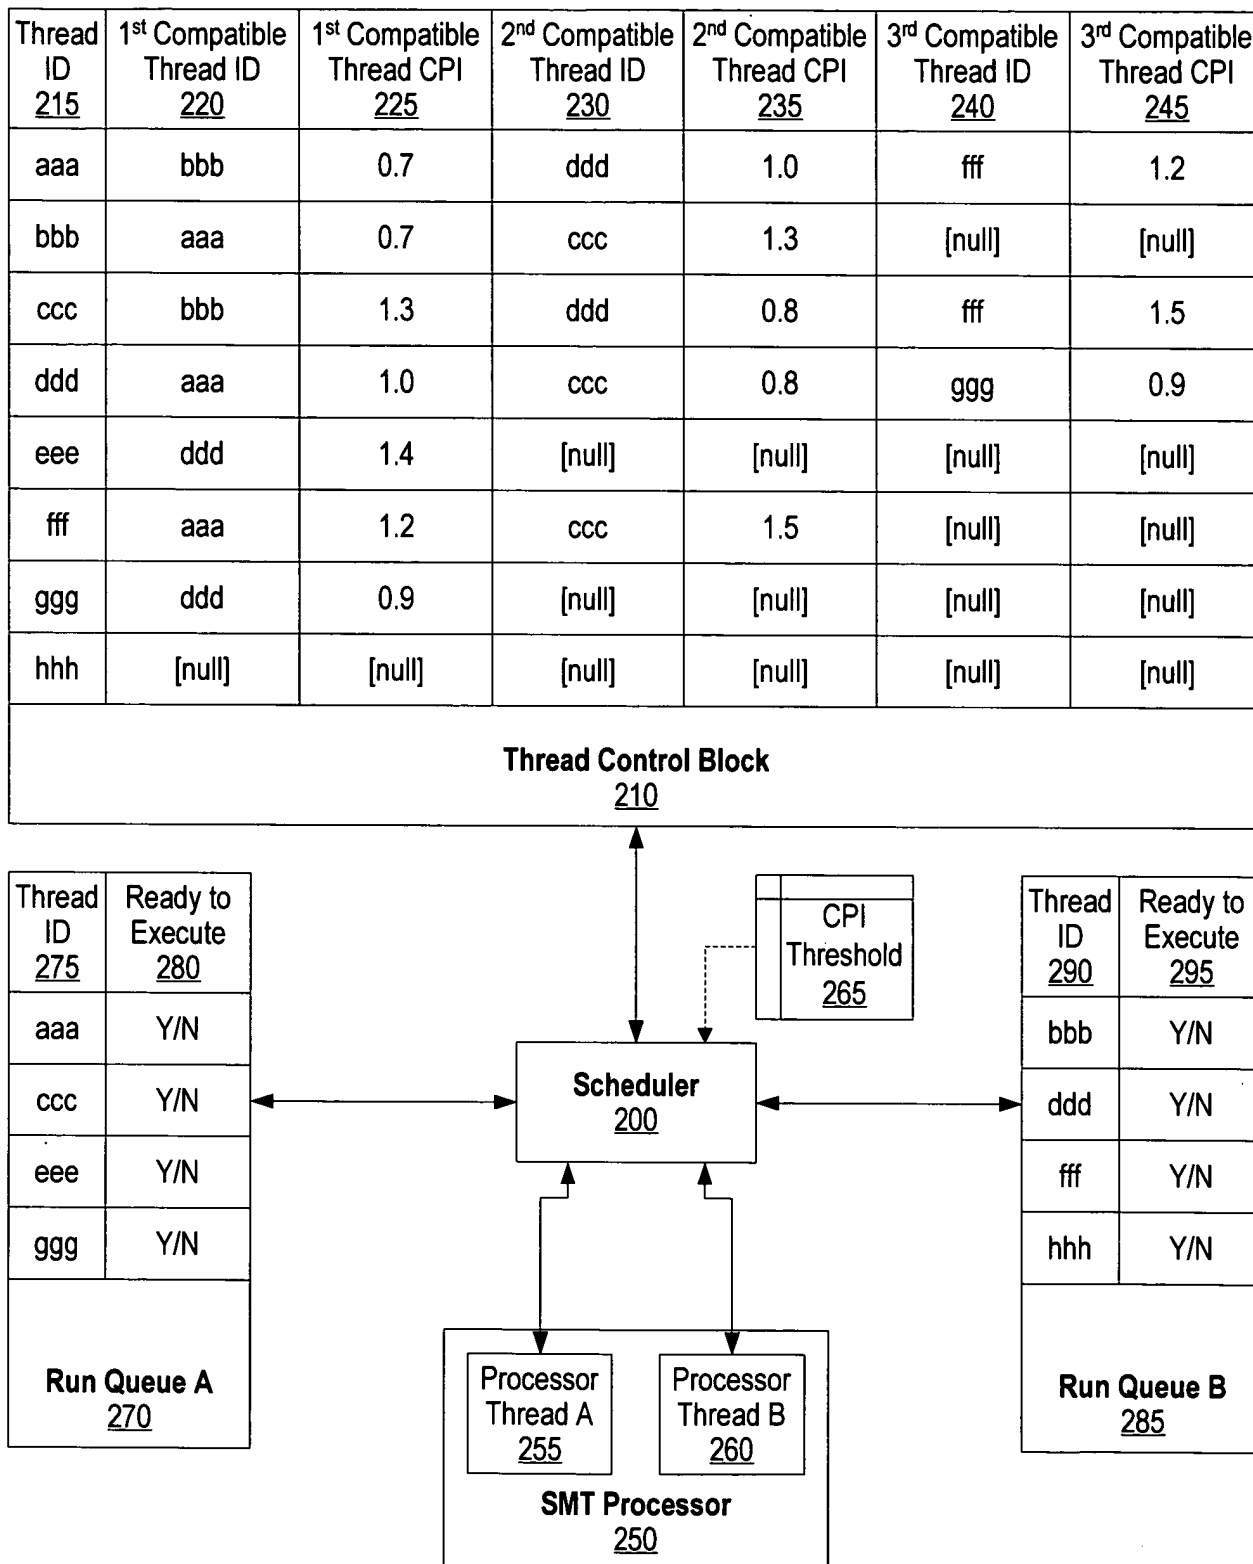 Thread ID 215 1st Compatible Thread ID 220 1st Compatible Thread CPI 225 2nd Compatible Thread ID 230 2nd Compatible Thread CPI 235 3rd Compatible Thread ID 240 3rd Compatible Thread CPI 245
aaa bbb 0.7 ddd 1.0 fff 1.2
bbb aaa 0.7 ccc 1.3 [null] [null]
ccc bbb 1.3 ddd 0.8 fff 1.5
ddd aaa 1.0 ccc 0.8 ggg 0.9
eee ddd 1.4 [null] [null] [null] [null]
fff aaa 1.2 ccc 1.5 [null] [null]
ggg ddd 0.9 [null] [null] [null] [null]
hhh [null] [null] [null] [null] [null] [null]
Thread Control Block
210
Thread ID 275 Ready to Execute 280
aaa Y/N
ccc Y/N
eee Y/N
ggg Y/N
Run Queue A
270
CPI
Threshold
265
Scheduler
200
Processor
Thread A
255
Processor
Thread B
260
SMT Processor
250
Thread ID 290 Ready to Execute 295
bbb Y/N
ddd Y/N
fff Y/N
hhh Y/N
Run Queue B
285